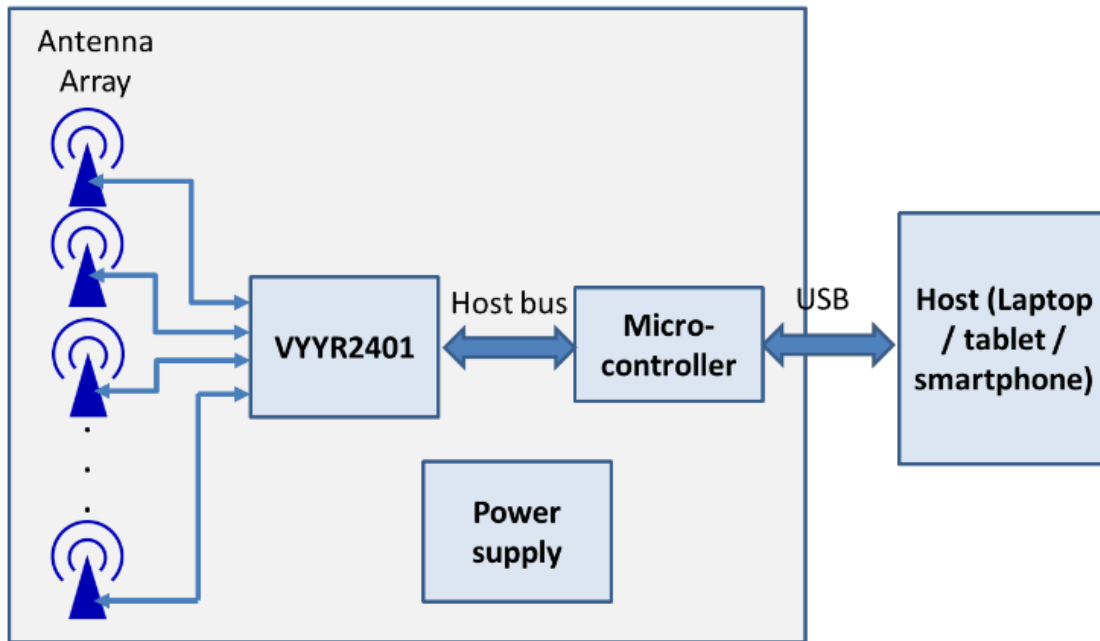 Antenna
Array
VYYR2401
Host bus
Micro-
controller
USB
Host (Laptop
/ tablet /
smartphone)
Power
supply